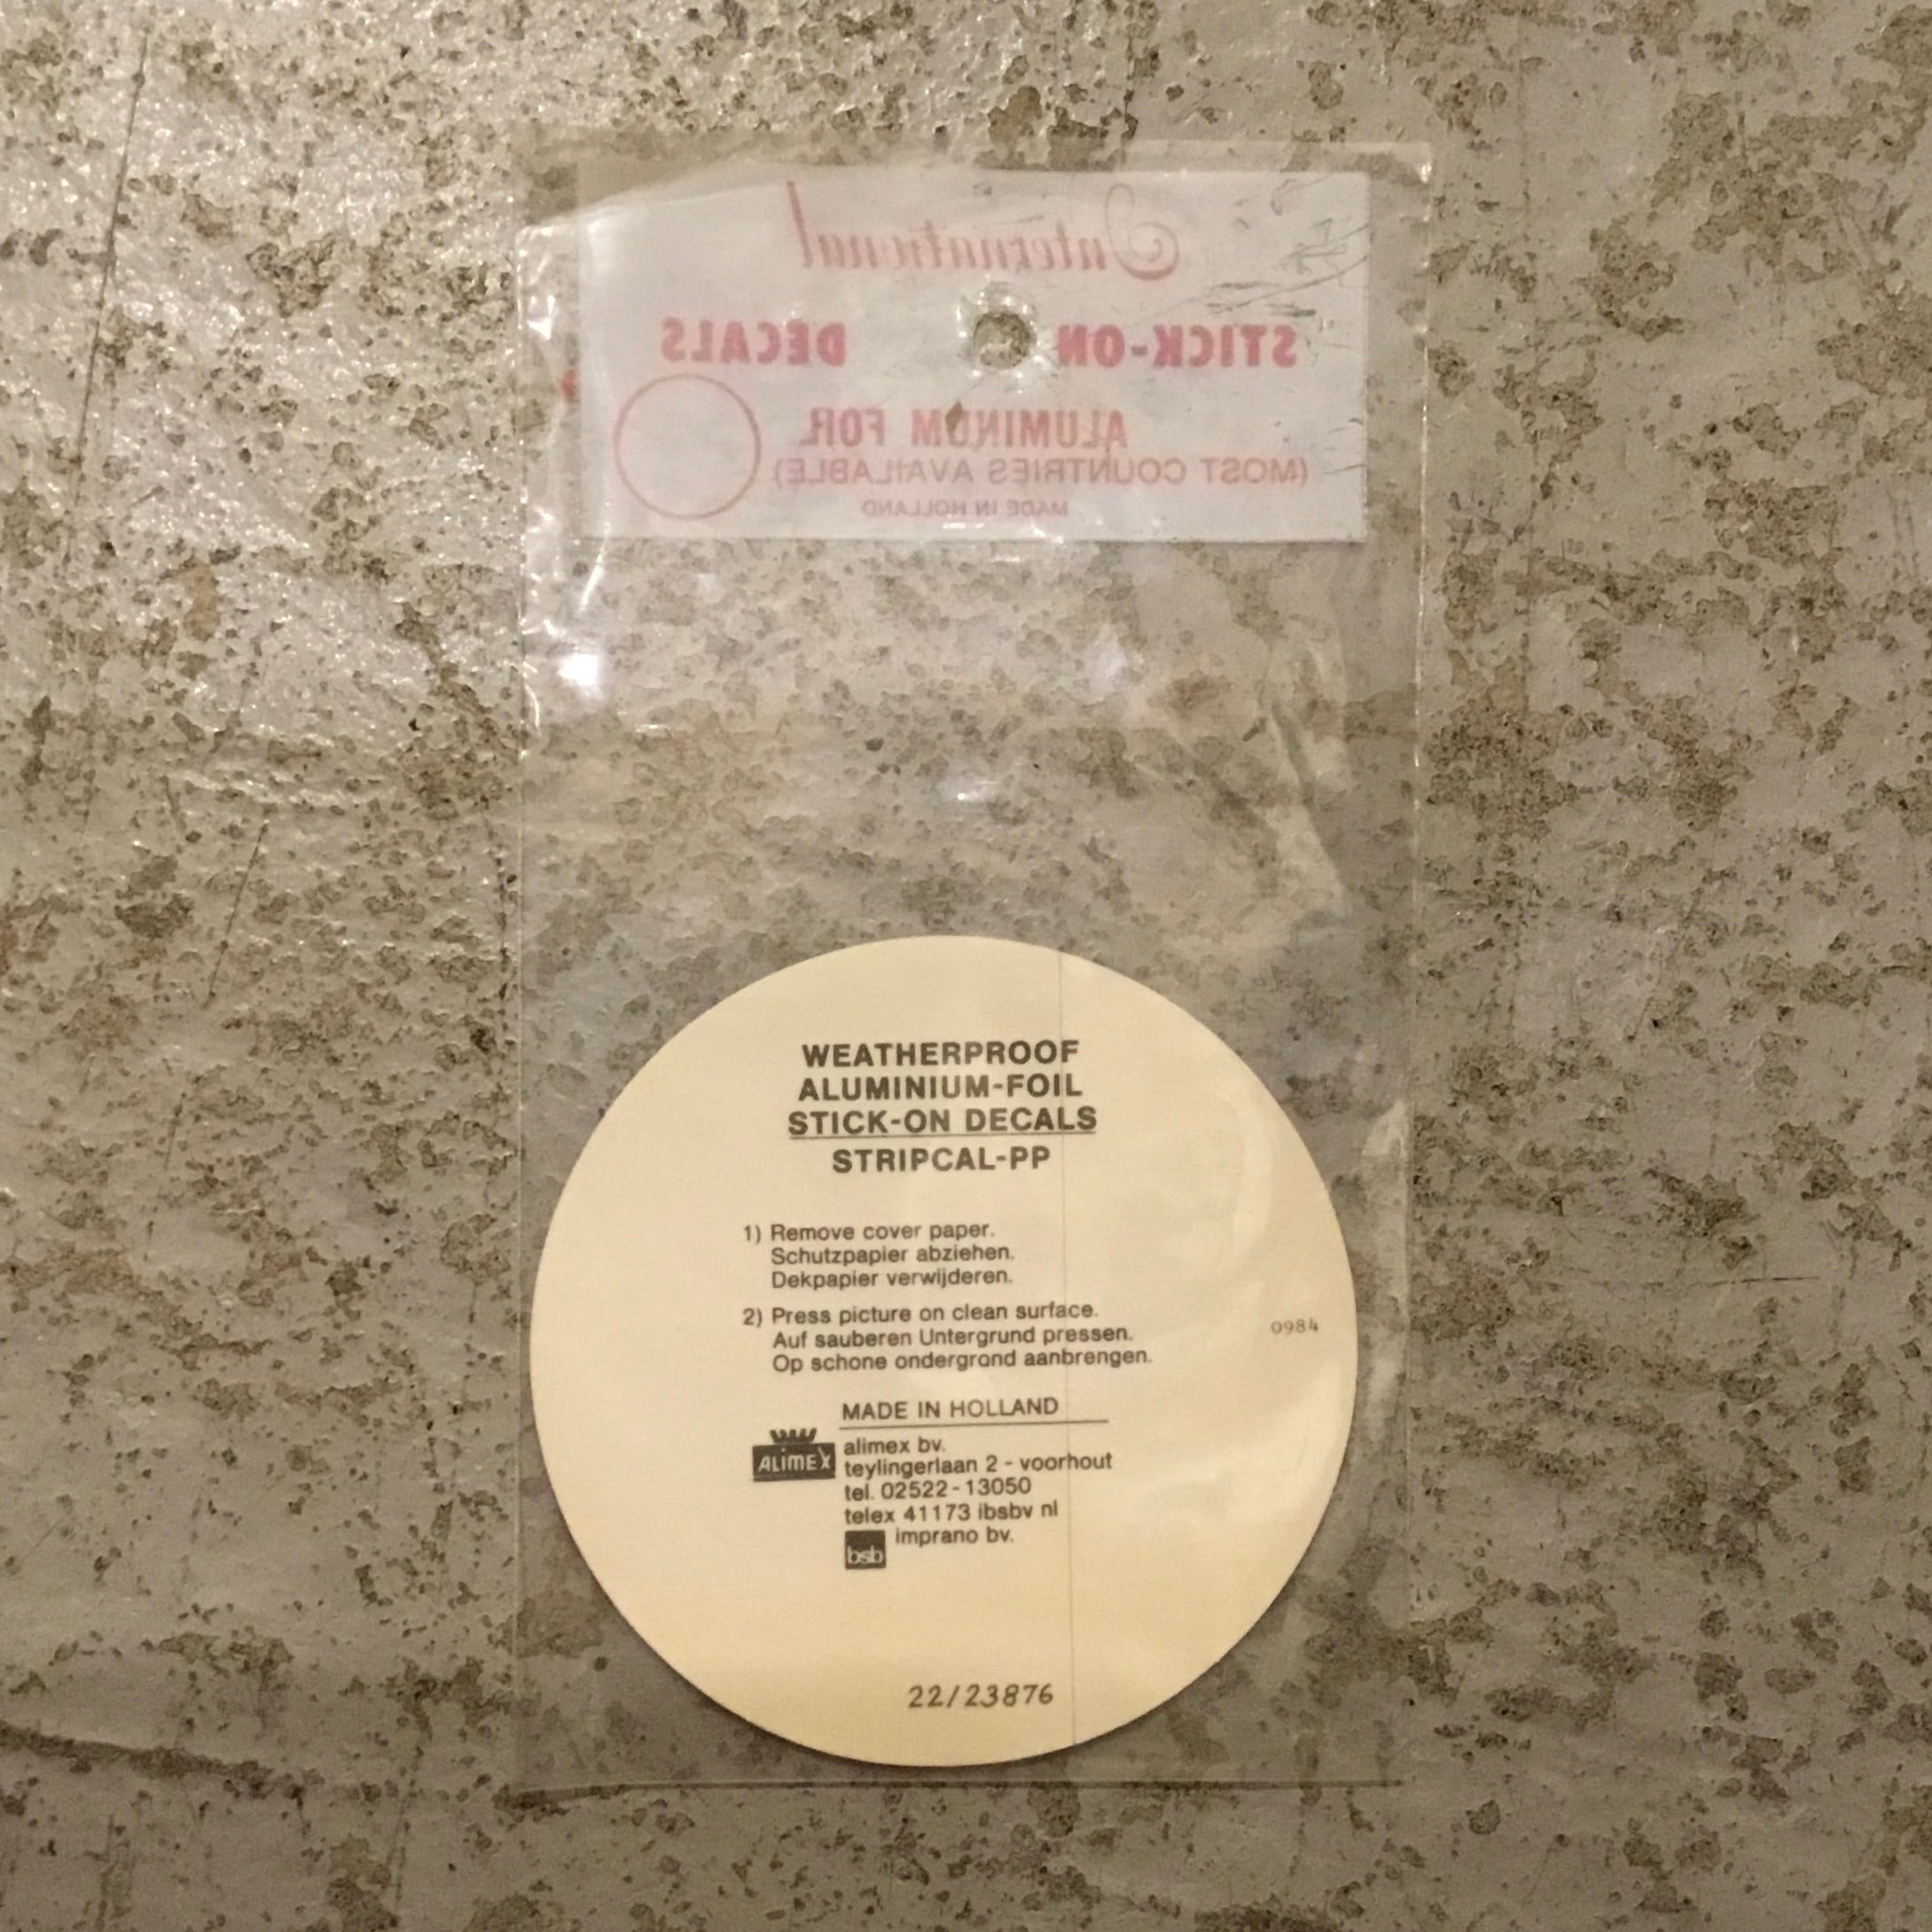 International
STICK-ON DECALS
ALUMINUM FOIL
(MOST COUNTRIES AVAILABLE)
MADE IN HOLLAND
WEATHERPROOF
ALUMINIUM-FOIL
STICK-ON DECALS
STRIPCAL-PP
1) Remove cover paper.
Schutzpapier abziehen.
Dekpapier verwijderen.
2) Press picture on clean surface.
Auf sauberen Untergrund pressen.
Op schone ondergrond aanbrengen.
0984
MADE IN HOLLAND
ALiMEX
alimex bv.
teylingerlaan 2 - voorhout
tel. 02522-13050
telex 41173 ibsbv nl
bsb imprano bv.
22/23876